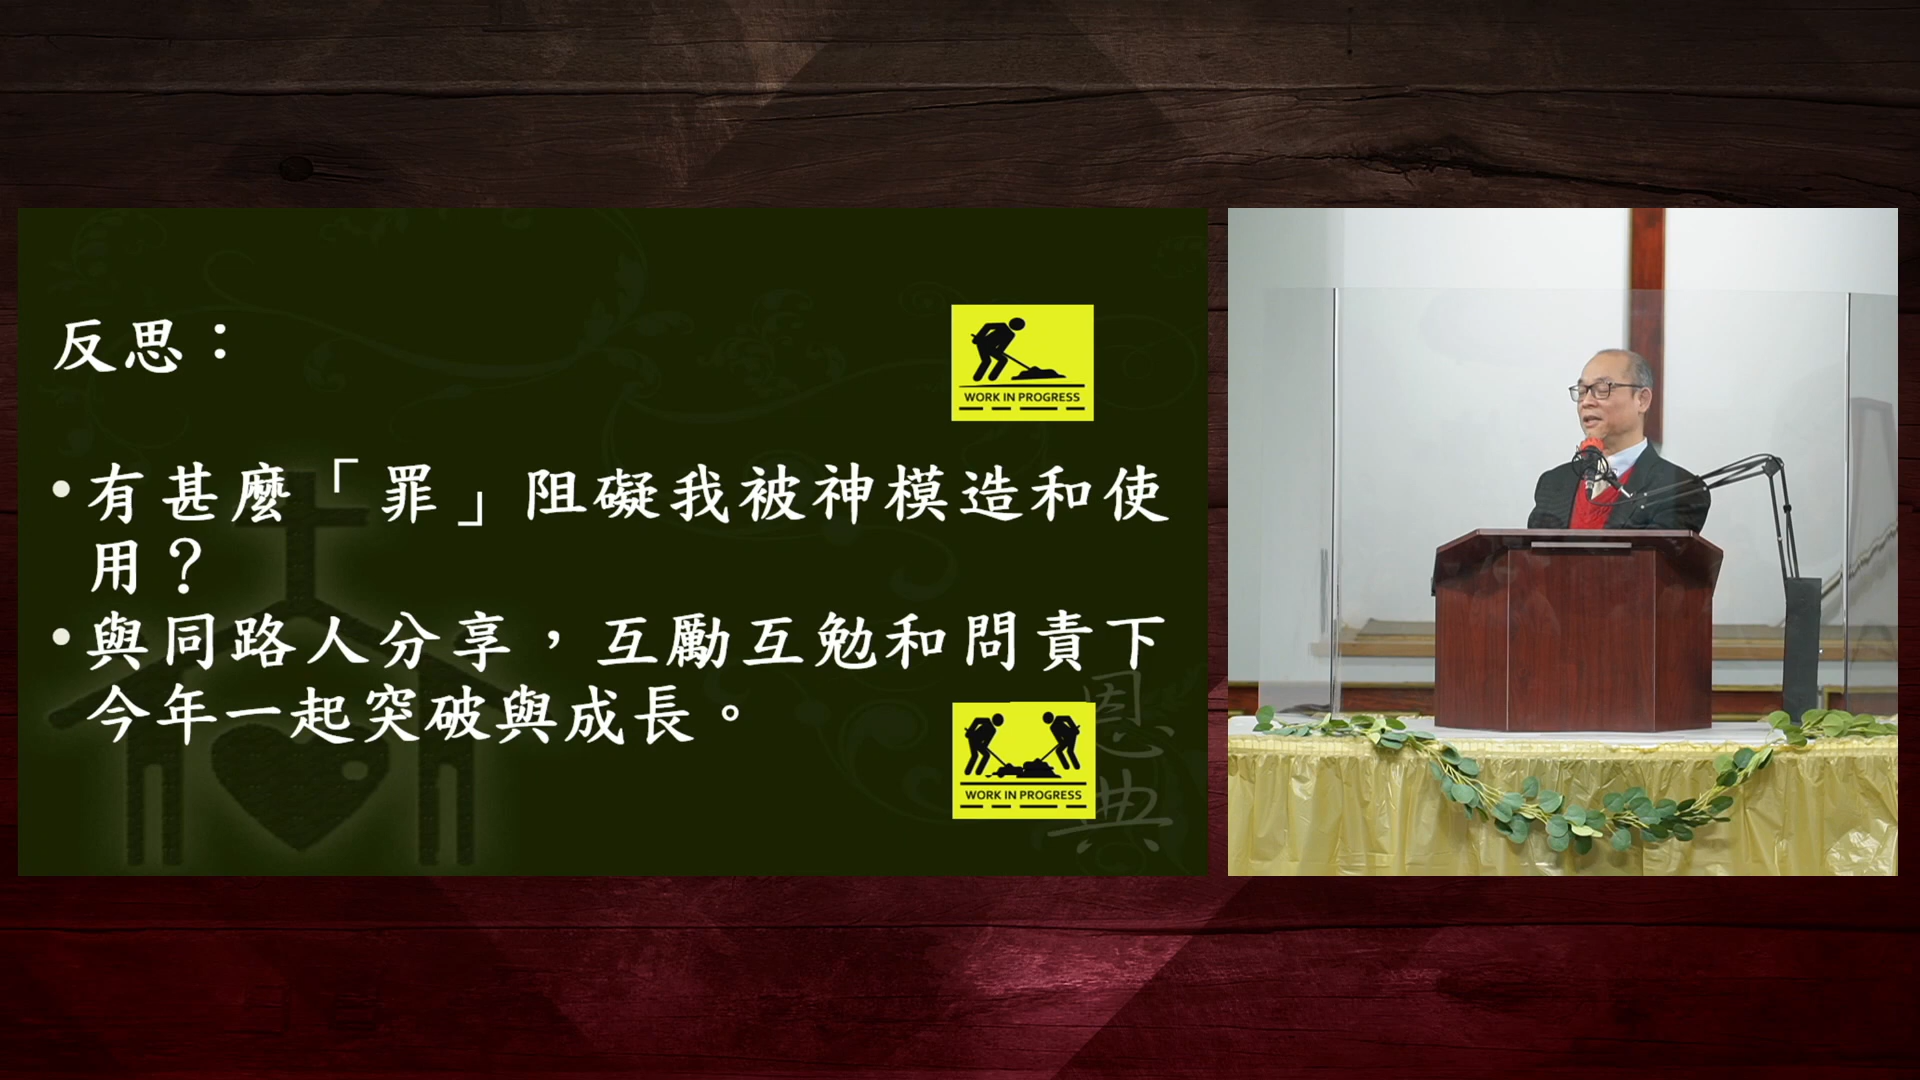 反思：
WORK IN PROGRESS
•有甚麼「罪」阻礙我被神模造和使
用？
•與同路人分享，互勵互勉和問責下
今年一起突破與成長。
WORK IN PROGRESS
恩典